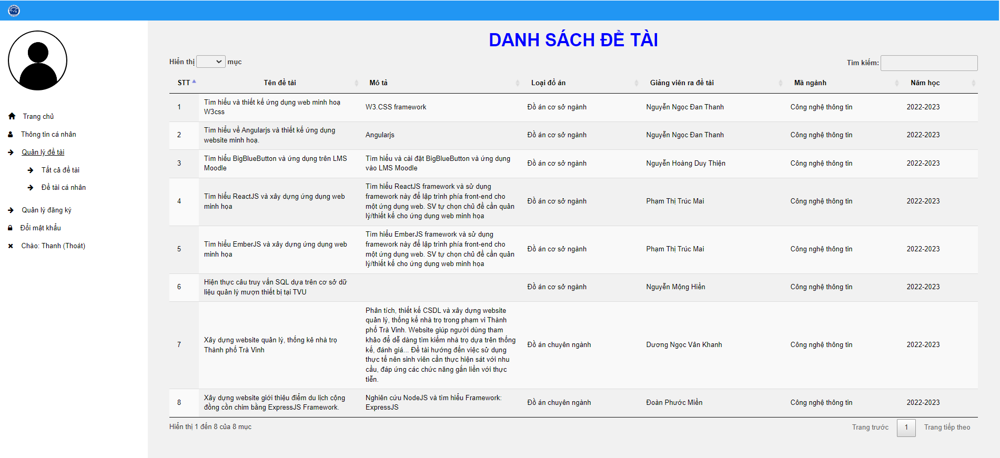 TVU
DANH SÁCH ĐỀ TÀI
Hiển thị mục
Tìm kiếm:
Trang chủ
Thông tin cá nhân
Quản lý đề tài
Tất cả đề tài
Đề tài cá nhân
Quản lý đăng ký
Đổi mật khẩu
Chào: Thanh (Thoát)
STT Tên đề tài Mô tả Loại đồ án Giảng viên ra đề tài Mã ngành Năm học
1 Tìm hiểu và thiết kế ứng dụng web minh hoạ
W3css
W3.CSS framework
Đồ án cơ sở ngành
Nguyễn Ngọc Đan Thanh
Công nghệ thông tin
2022-2023
2 Tìm hiểu về Angularjs và thiết kế ứng dụng
website minh hoạ.
Angularjs
Đồ án cơ sở ngành
Nguyễn Ngọc Đan Thanh
Công nghệ thông tin
2022-2023
3 Tìm hiểu BigBlueButton và ứng dụng trên LMS
Moodle
Tìm hiểu và cài đặt BigBlueButton và ứng dụng
vào LMS Moodle
Đồ án cơ sở ngành
Nguyễn Hoàng Duy Thiện
Công nghệ thông tin
2022-2023
4 Tìm hiểu ReactJS và xây dựng ứng dụng web
minh họa
Tìm hiểu ReactJS framework và sử dụng
framework này để lập trình phía front-end cho
một ứng dụng web. SV tự chọn chủ đề cần quản
lý/thiết kế cho ứng dụng web minh họa
Đồ án cơ sở ngành
Phạm Thị Trúc Mai
Công nghệ thông tin
2022-2023
5 Tìm hiểu EmberJS và xây dựng ứng dụng web
minh họa
Tìm hiểu EmberJS framework và sử dụng
framework này để lập trình phía front-end cho
một ứng dụng web. SV tự chọn chủ đề cần quản
lý/thiết kế cho ứng dụng web minh họa
Đồ án cơ sở ngành
Phạm Thị Trúc Mai
Công nghệ thông tin
2022-2023
6 Hiện thực câu truy vấn SQL dựa trên cơ sở dữ
liệu quản lý mượn thiết bị tại TVU
Đồ án cơ sở ngành
Nguyễn Mộng Hiền
Công nghệ thông tin
2022-2023
7 Xây dựng website quản lý, thống kê nhà trọ
Thành phố Trà Vinh
Phân tích, thiết kế CSDL và xây dựng website
quản lý, thống kế nhà trọ trong phạm vi Thành
phố Trà Vinh. Website giúp người dùng tham
khảo để dễ dàng tìm kiếm nhà trọ dựa trên thống
kế, đánh giá... Đề tài hướng đến việc sử dụng
thực tế nên sinh viên cần thực hiện sát với nhu
cầu, đáp ứng các chức năng gắn liền với thực
tiễn.
Đồ án chuyên ngành
Dương Ngọc Vân Khanh
Công nghệ thông tin
2022-2023
8 Xây dựng website giới thiệu điểm du lịch cộng
đồng cồn chim bằng ExpressJS Framework.
Nghiên cứu NodeJS và tìm hiểu Framework:
ExpressJS
Đồ án chuyên ngành
Đoàn Phước Miền
Công nghệ thông tin
2022-2023
Hiển thị 1 đến 8 của 8 mục
Trang trước 1 Trang tiếp theo